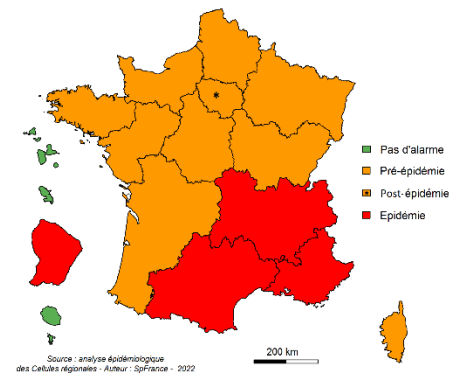 Pas d'alarme
Pré-épidémie
Post-épidémie
Epidémie
200 km
Source : analyse épidémiologique
des Cellules régionales - Auteur : SpFrance - 2022